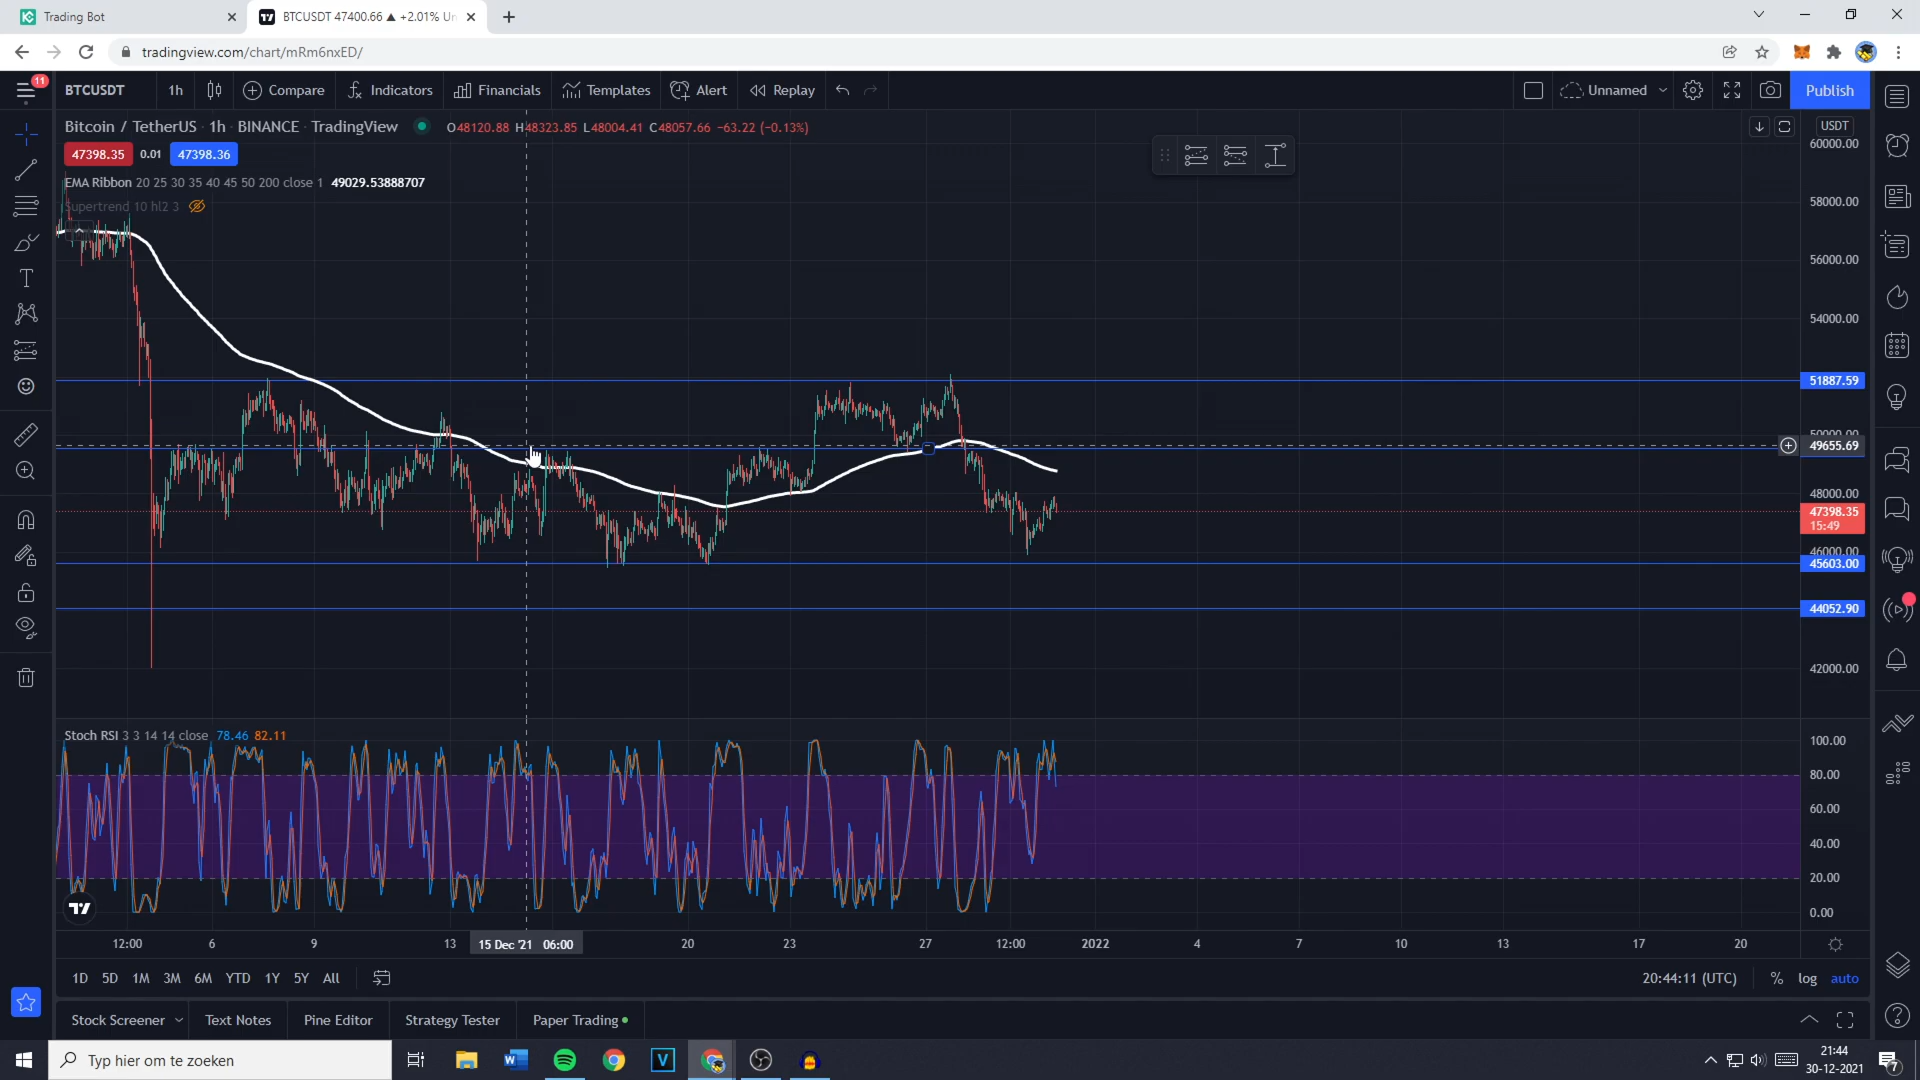 Trading Bot
BTCUSDT 47400.66 ▲ +2.01% Un
tradingview.com/chart/mRm6nxED/
11
BTCUSDT 1h Compare Indicators Financials Templates Alert Replay Unnamed Publish
Bitcoin / TetherUS · 1h · BINANCE · TradingView O48120.88 H48323.85 L48004.41 C48057.66 −63.22 (−0.13%)
USDT
47398.35 0.01 47398.36
EMA Ribbon 20 25 30 35 40 45 50 200 close 1 49029.53888707
Supertrend 10 hl2 3
60000.00
58000.00
56000.00
54000.00
51887.59
50000.00
49655.69
48000.00
47398.35
15:49
46000.00
45603.00
44052.90
42000.00
Stoch RSI 3 3 14 14 close 78.46 82.11
100.00
80.00
60.00
40.00
20.00
0.00
12:00 6 9 13 15 Dec '21 06:00 20 23 27 12:00 2022 4 7 10 13 17 20
1D 5D 1M 3M 6M YTD 1Y 5Y All 20:44:11 (UTC) % log auto
Stock Screener Text Notes Pine Editor Strategy Tester Paper Trading
Typ hier om te zoeken
21:44
30-12-2021
7